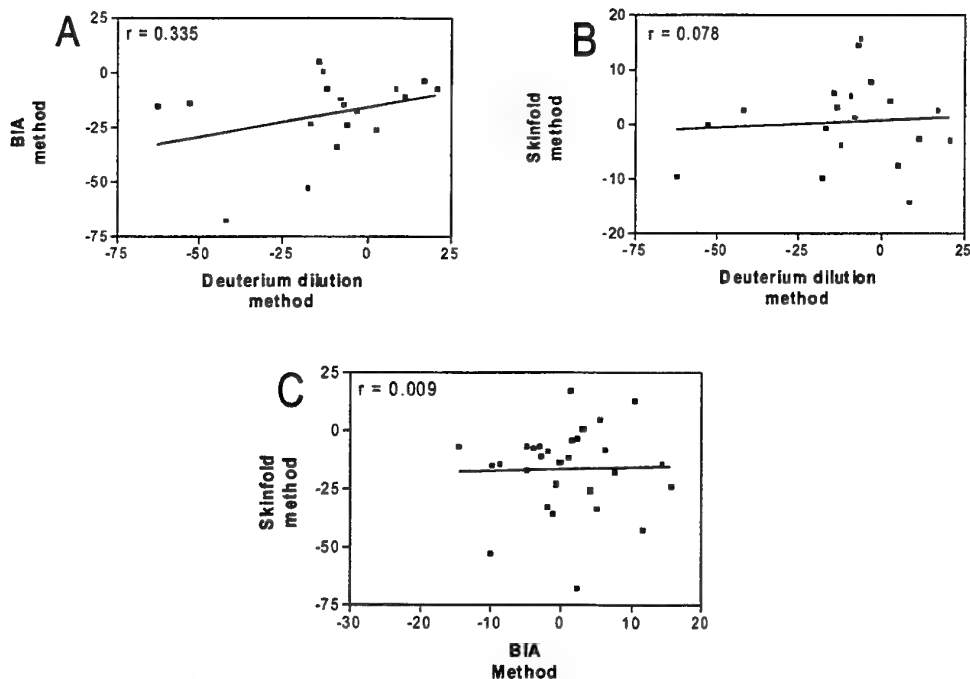 A
r = 0.335
25
0
-25
-50
-75
BIA
method
-75
-50
-25
0
25
Deuterium dilution
method
B
r = 0.078
20
10
0
-10
-20
Skinfold
method
-75
-50
-25
0
25
Deuterium dilution
method
C
r = 0.009
25
0
-25
-50
-75
Skinfold
method
-30
-20
-10
0
10
20
BIA
Method